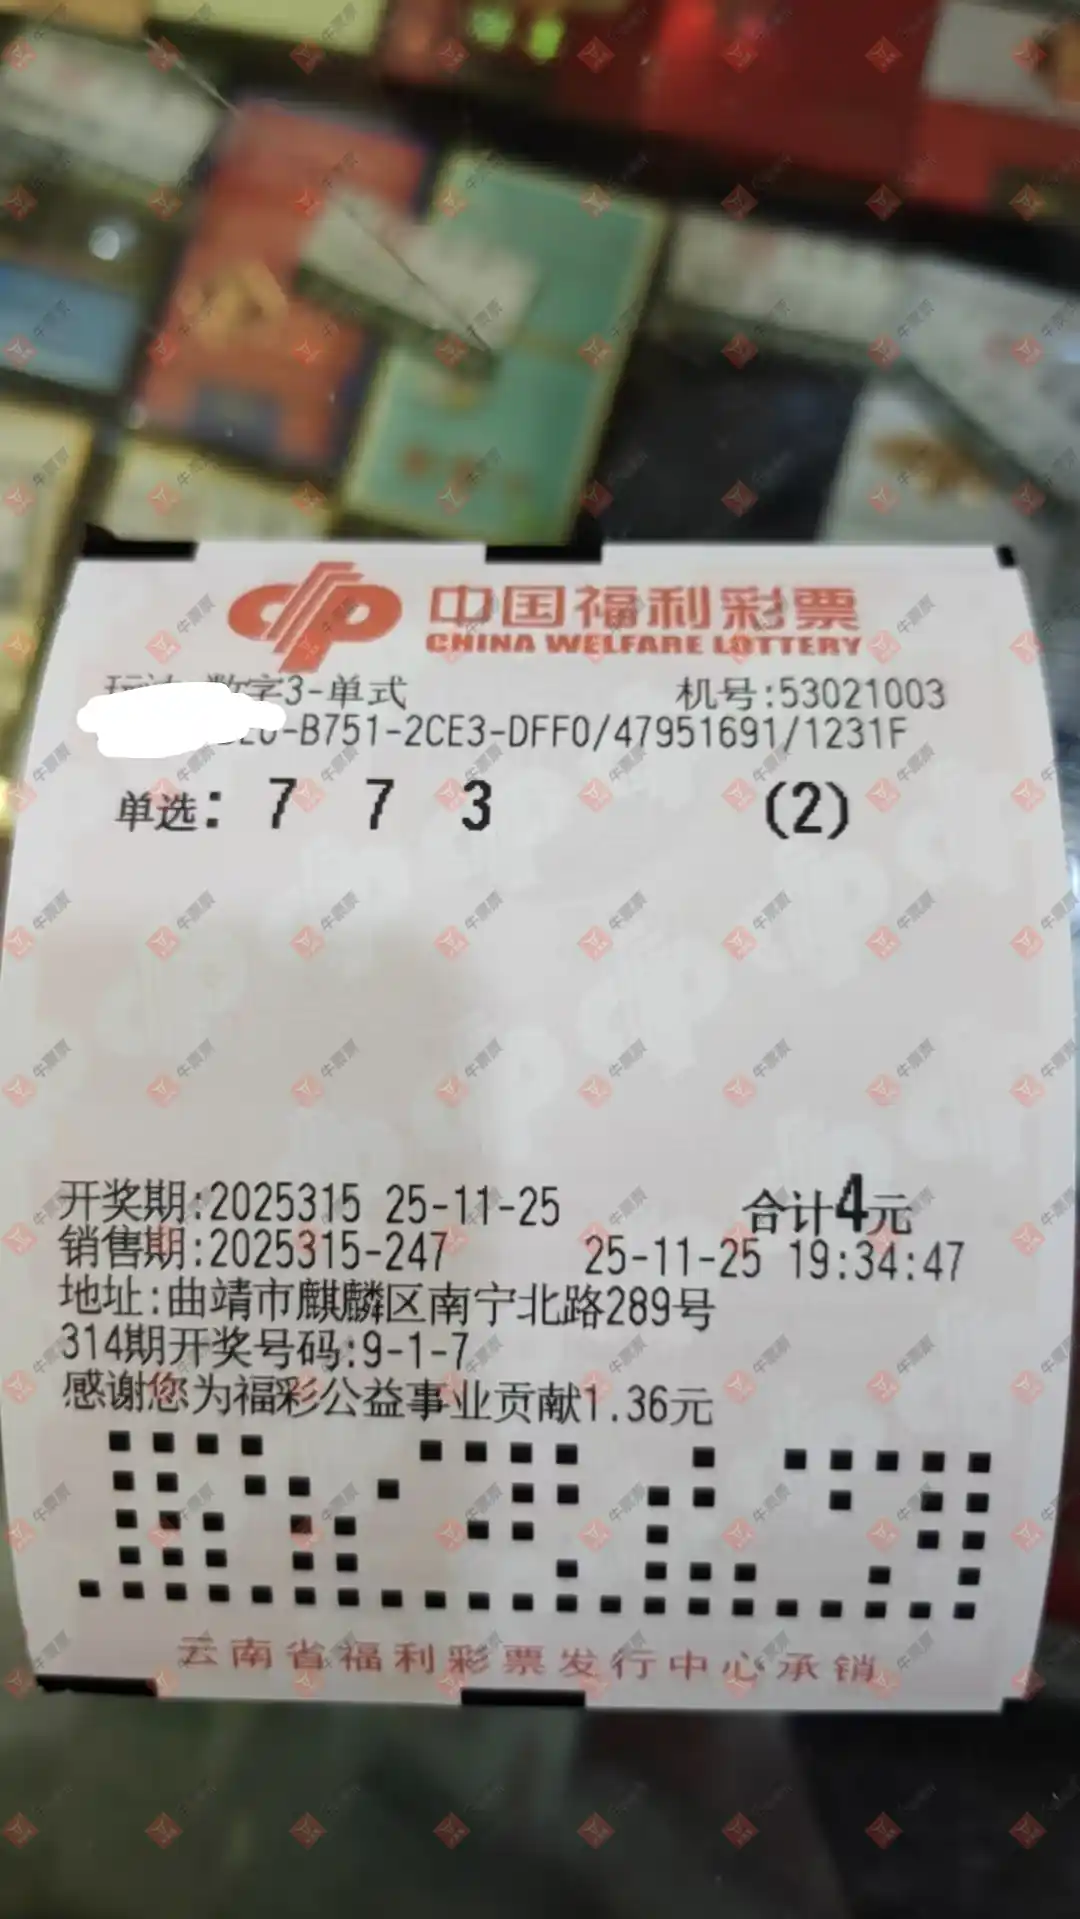 中国福利彩票
CHINA WELFARE LOTTERY
数字3-单式 机号:53021003
-B751-2CE3-DFF0/47951691/1231F
单选: 7 7 3 (2)
开奖期:2025315 25-11-25 合计4元
销售期:2025315-247 25-11-25 19:34:47
地址:曲靖市麒麟区南宁北路289号
314期开奖号码:9-1-7
感谢您为福彩公益事业贡献1.36元
云南省福利彩票发行中心承销
牛票票